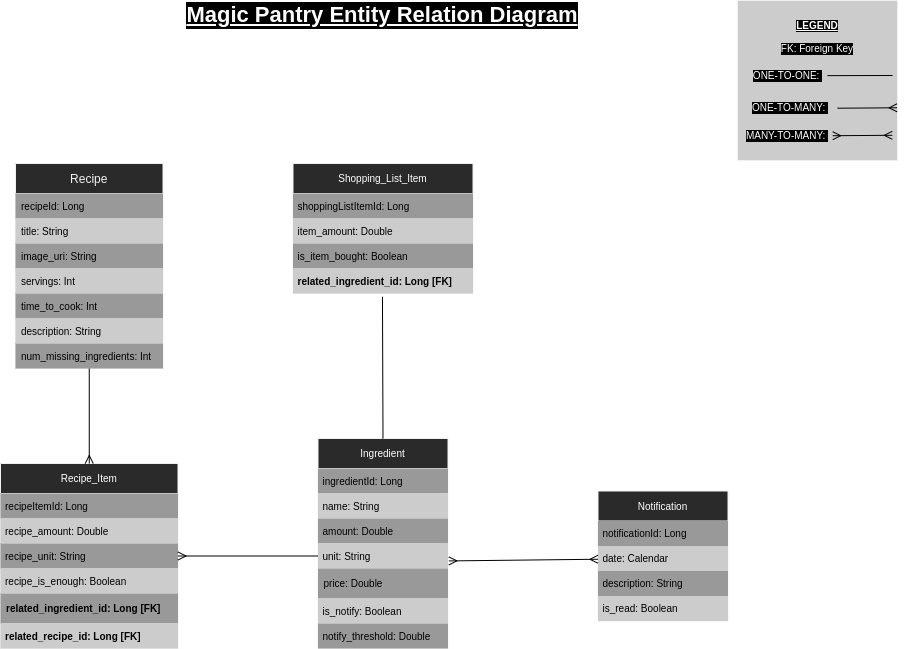 Magic Pantry Entity Relation Diagram
LEGEND
FK: Foreign Key
ONE-TO-ONE:
ONE-TO-MANY:
MANY-TO-MANY:
Recipe
recipeId: Long
title: String
image_uri: String
servings: Int
time_to_cook: Int
description: String
num_missing_ingredients: Int
Shopping_List_Item
shoppingListItemId: Long
item_amount: Double
is_item_bought: Boolean
related_ingredient_id: Long [FK]
Recipe_Item
recipeItemId: Long
recipe_amount: Double
recipe_unit: String
recipe_is_enough: Boolean
related_ingredient_id: Long [FK]
related_recipe_id: Long [FK]
Ingredient
ingredientId: Long
name: String
amount: Double
unit: String
price: Double
is_notify: Boolean
notify_threshold: Double
Notification
notificationId: Long
date: Calendar
description: String
is_read: Boolean